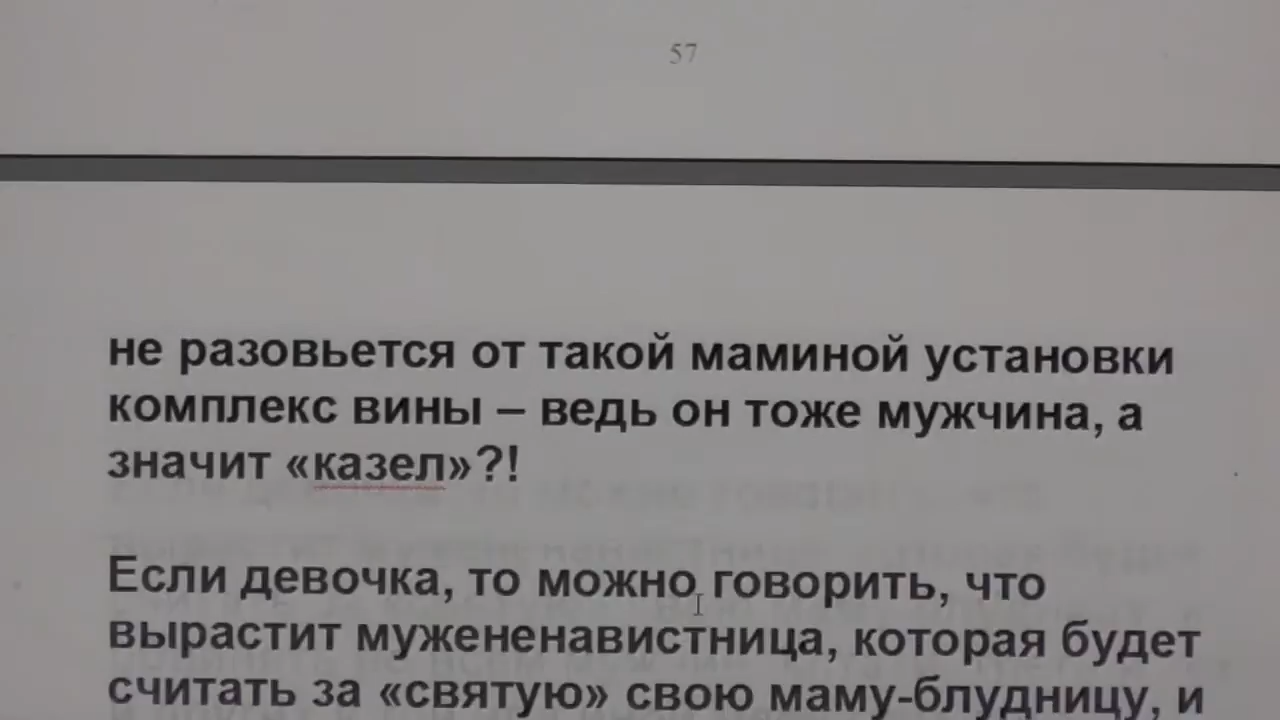 57
не разовьется от такой маминой установки
комплекс вины – ведь он тоже мужчина, а
значит «казел»?!
Если девочка, то можно говорить, что
вырастит мужененавистница, которая будет
считать за «святую» свою маму-блудницу, и